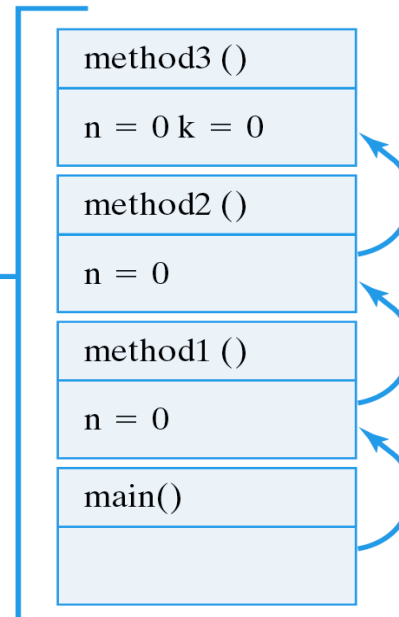 method3 ()
n = 0 k = 0
method2 ()
n = 0
method1 ()
n = 0
main()